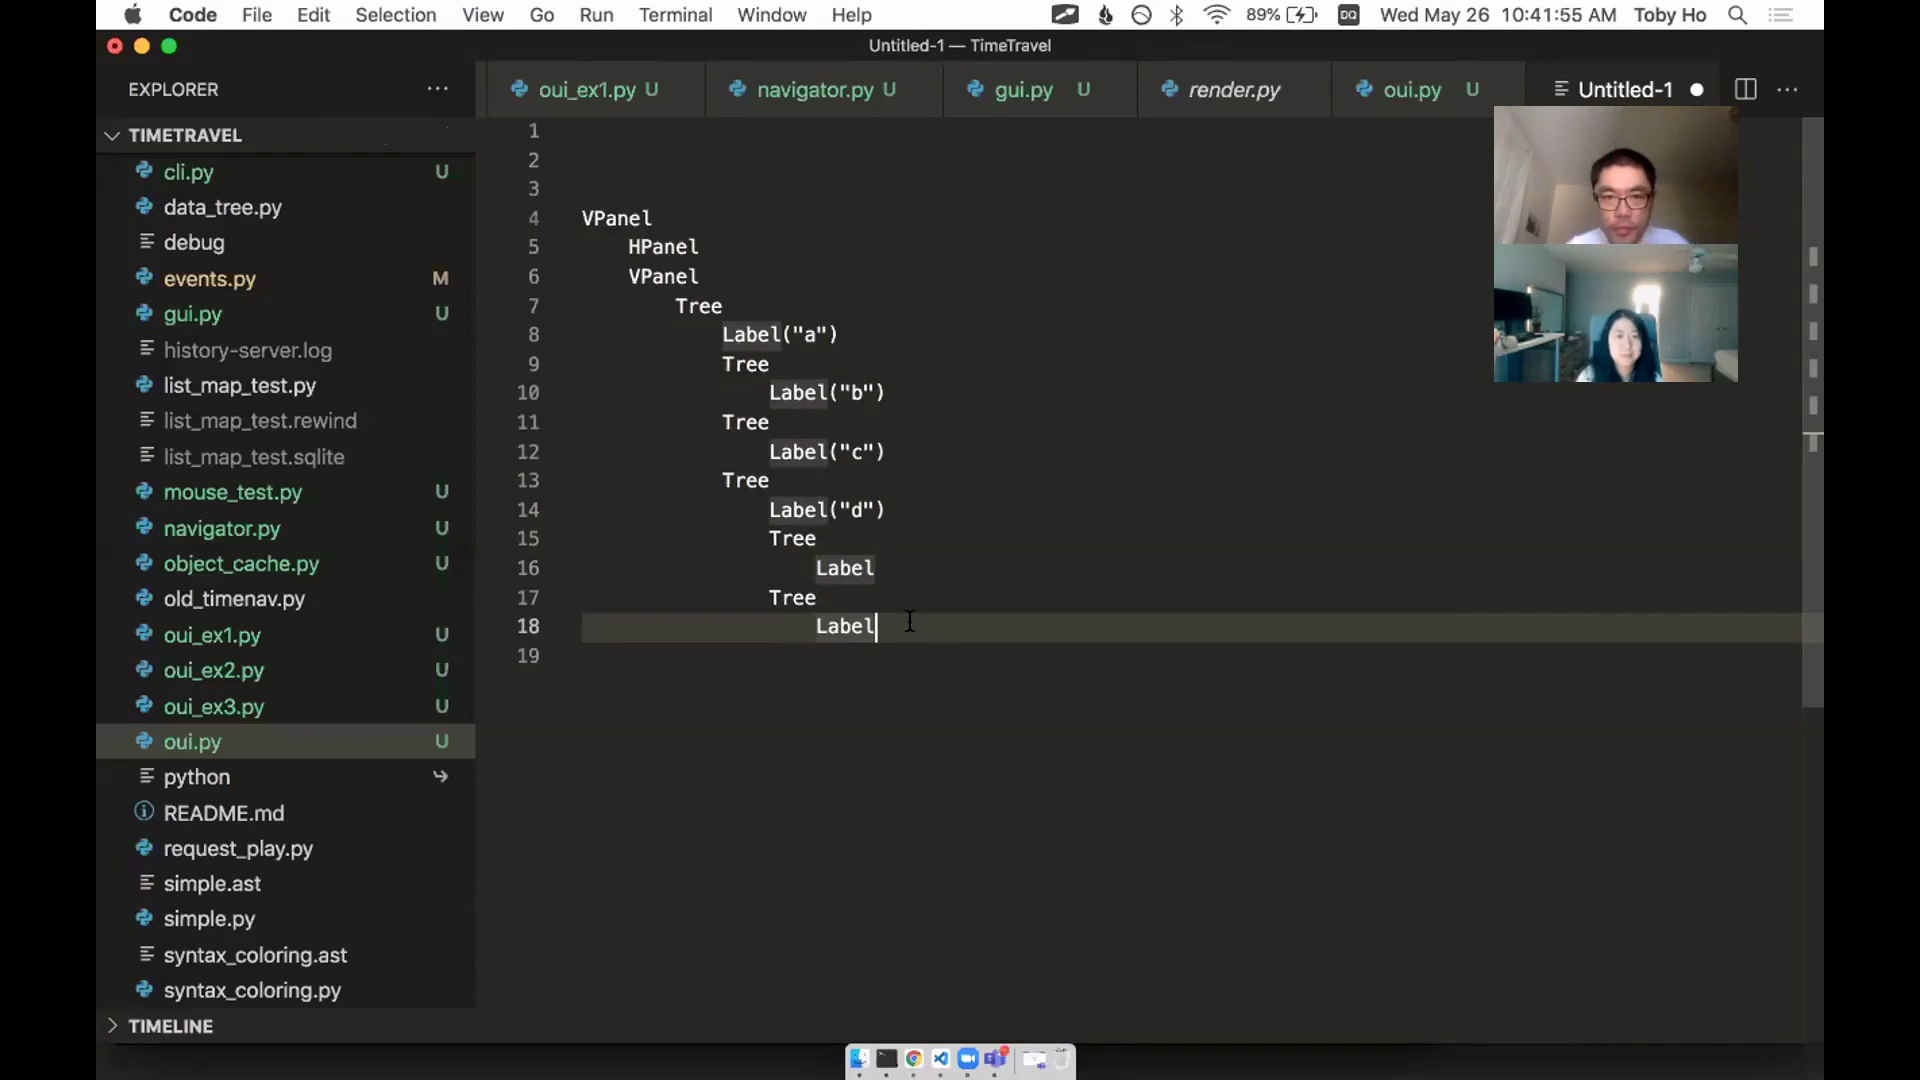 Code File Edit Selection View Go Run Terminal Window Help 89% DQ Wed May 26 10:41:55 AM Toby Ho
Untitled-1 — TimeTravel
EXPLORER ··· oui_ex1.py U navigator.py U gui.py U render.py oui.py U Untitled-1 ● ···
TIMETRAVEL
cli.py U
data_tree.py
debug
events.py M
gui.py U
history-server.log
list_map_test.py
list_map_test.rewind
list_map_test.sqlite
mouse_test.py U
navigator.py U
object_cache.py U
old_timenav.py
oui_ex1.py U
oui_ex2.py U
oui_ex3.py U
oui.py U
python
README.md
request_play.py
simple.ast
simple.py
syntax_coloring.ast
syntax_coloring.py
TIMELINE
1
2
3
4 VPanel
5 HPanel
6 VPanel
7 Tree
8 Label("a")
9 Tree
10 Label("b")
11 Tree
12 Label("c")
13 Tree
14 Label("d")
15 Tree
16 Label
17 Tree
18 Label
19